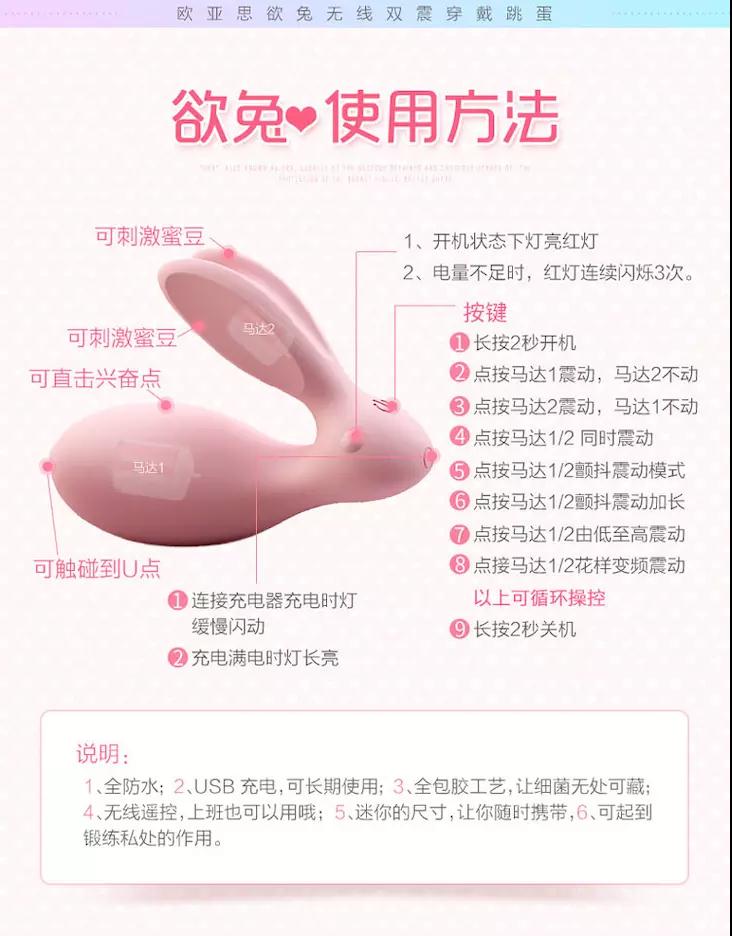 欧亚思欲兔无线双震穿戴跳蛋
欲兔❤使用方法
可刺激蜜豆
1、开机状态下灯亮红灯
2、电量不足时，红灯连续闪烁3次。
马达2
可刺激蜜豆
可直击兴奋点
按键
1 长按2秒开机
2 点按马达1震动，马达2不动
3 点按马达2震动，马达1不动
4 点按马达1/2 同时震动
5 点按马达1/2颤抖震动模式
6 点按马达1/2颤抖震动加长
7 点按马达1/2由低至高震动
8 点接马达1/2花样变频震动
以上可循环操控
9 长按2秒关机
马达1
可触碰到U点
1 连接充电器充电时灯
缓慢闪动
2 充电满电时灯长亮
说明：
1、全防水；2、USB 充电，可长期使用；3、全包胶工艺，让细菌无处可藏；
4、无线遥控，上班也可以用哦；5、迷你的尺寸，让你随时携带，6、可起到
锻练私处的作用。